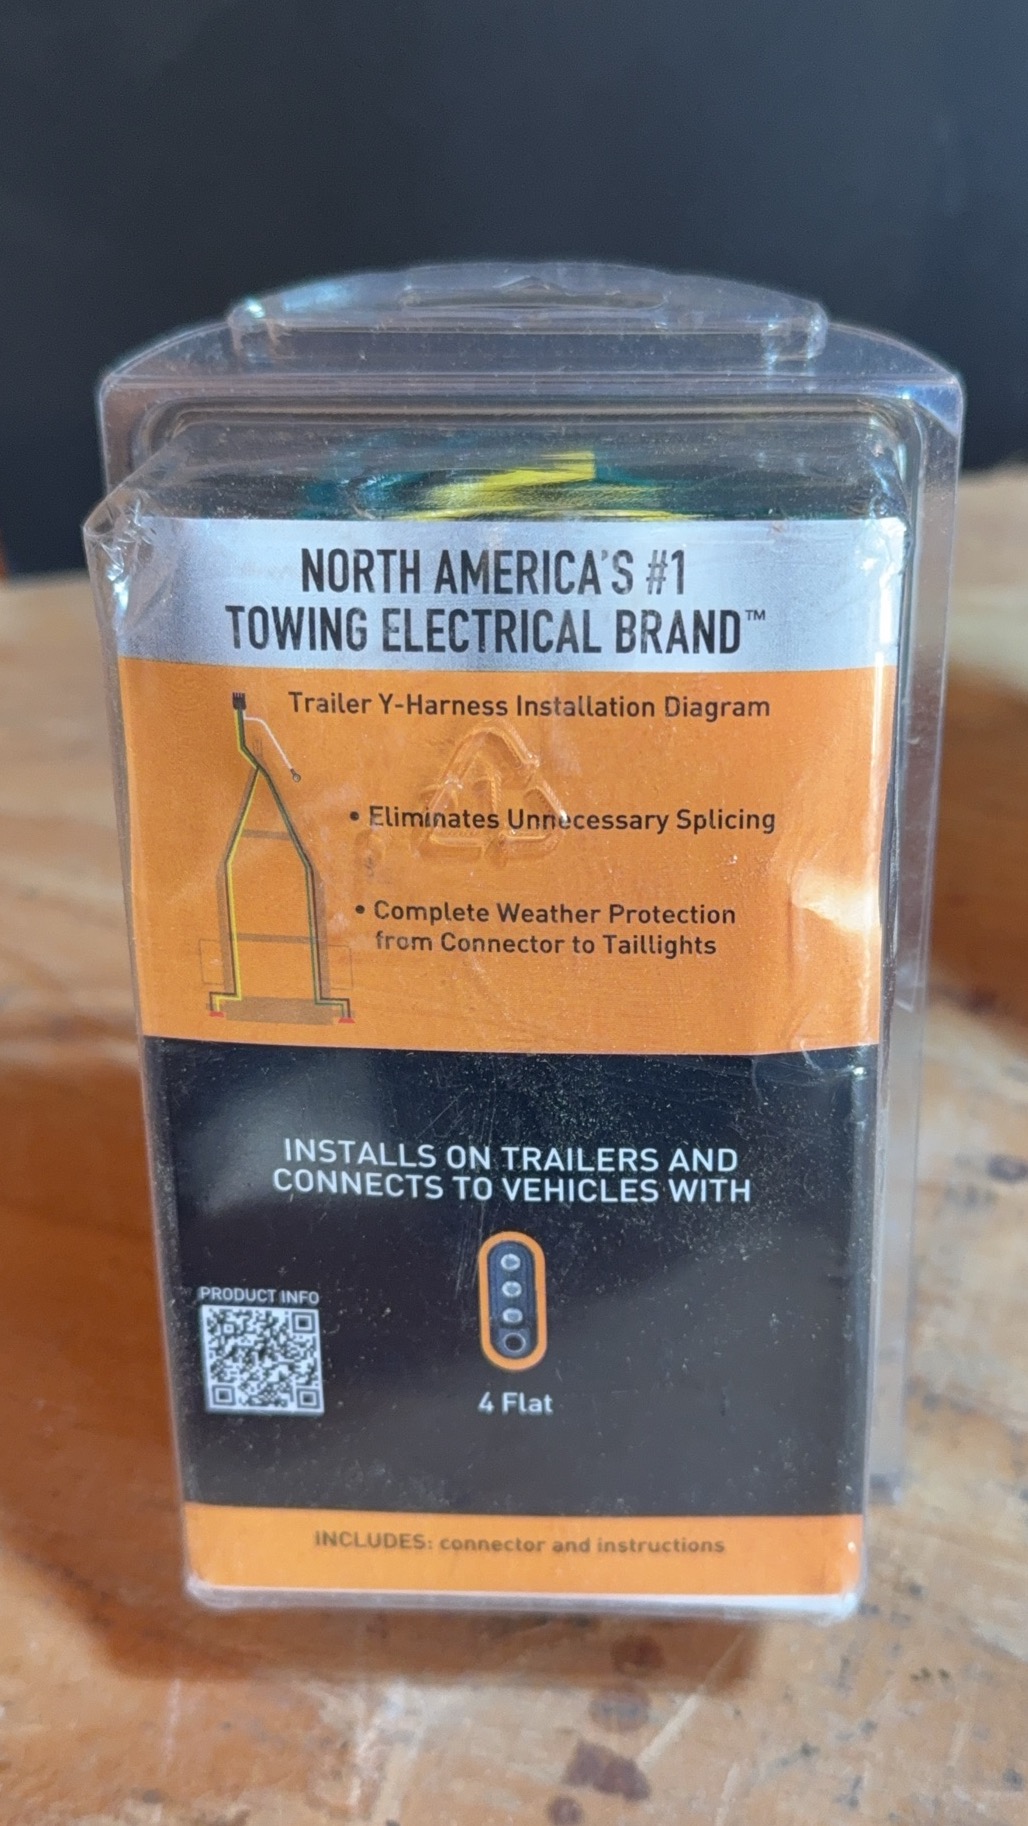 NORTH AMERICA'S #1
TOWING ELECTRICAL BRAND™
Trailer Y-Harness Installation Diagram
• Eliminates Unnecessary Splicing
• Complete Weather Protection
from Connector to Taillights
INSTALLS ON TRAILERS AND
CONNECTS TO VEHICLES WITH
PRODUCT INFO
4 Flat
INCLUDES: connector and instructions